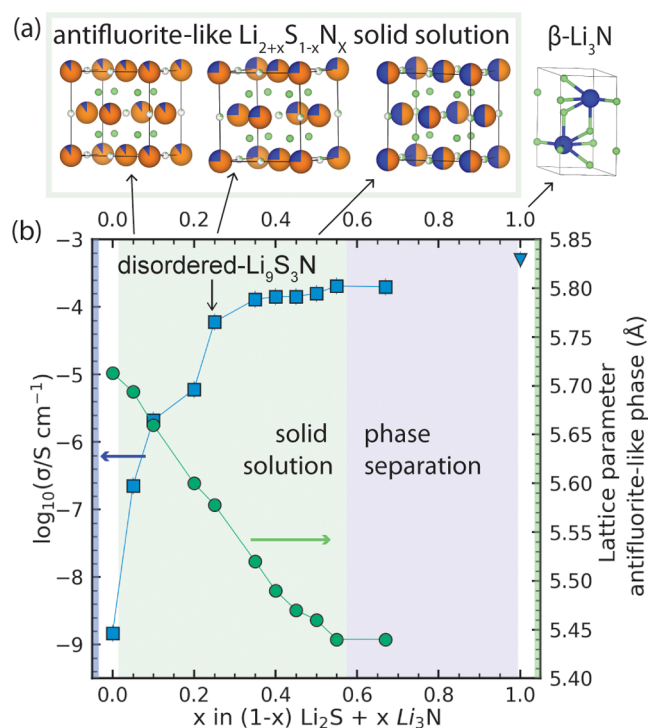 (a) antifluorite-like Li₂₊ₓS₁₋ₓNₓ solid solution β-Li₃N
(b)
0.0 0.2 0.4 0.6 0.8 1.0
disordered-Li₉S₃N
solid solution
phase separation
log₁₀(σ/S cm⁻¹)
−3
−4
−5
−6
−7
−8
−9
5.85
5.80
5.75
5.70
5.65
5.60
5.55
5.50
5.45
5.40
Lattice parameter
antifluorite-like phase (Å)
0.0 0.2 0.4 0.6 0.8 1.0
x in (1-x) Li₂S + x Li₃N